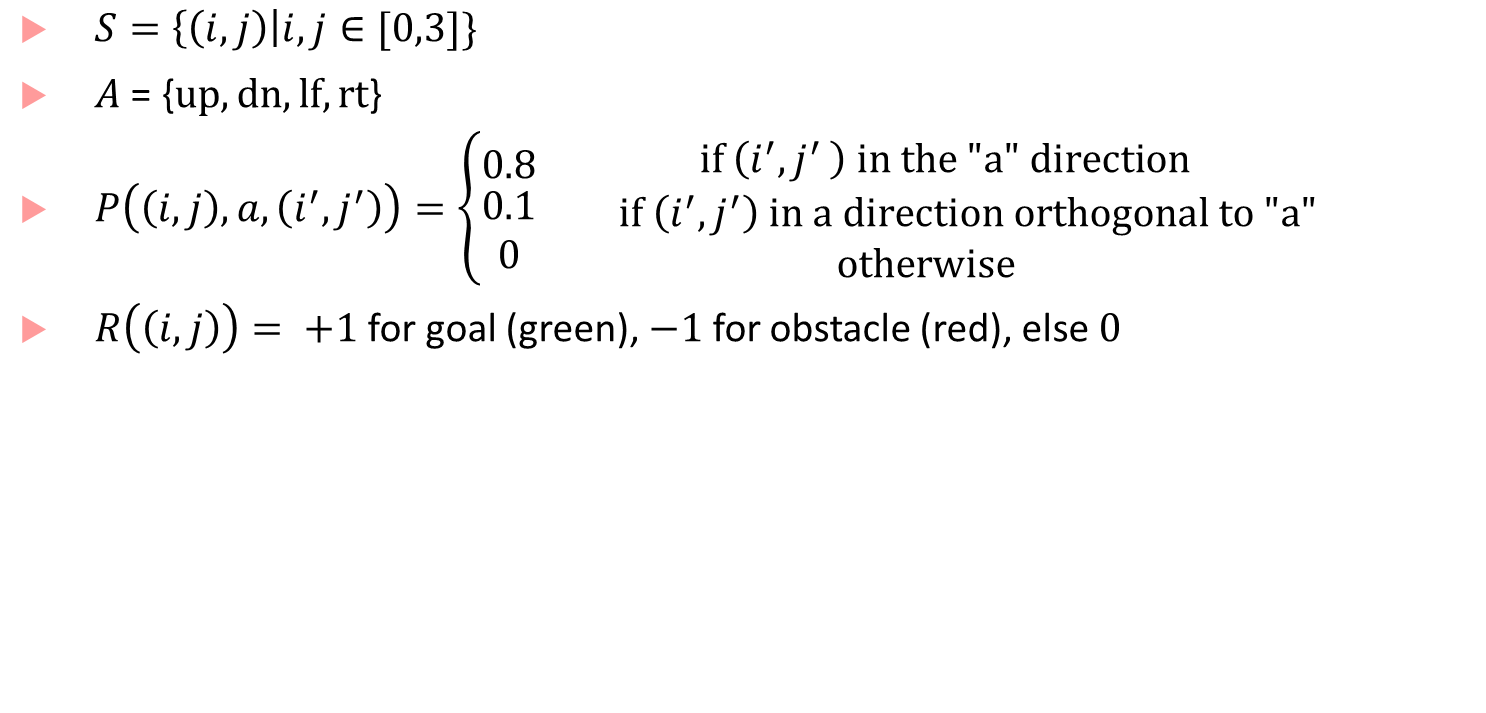 S = {(i, j)|i, j ∈ [0,3]}
A = {up, dn, lf, rt}
P((i, j), a, (i′, j′)) = { 0.8 if (i′, j′ ) in the "a" direction
0.1 if (i′, j′) in a direction orthogonal to "a"
0 otherwise
R((i, j)) = +1 for goal (green), −1 for obstacle (red), else 0